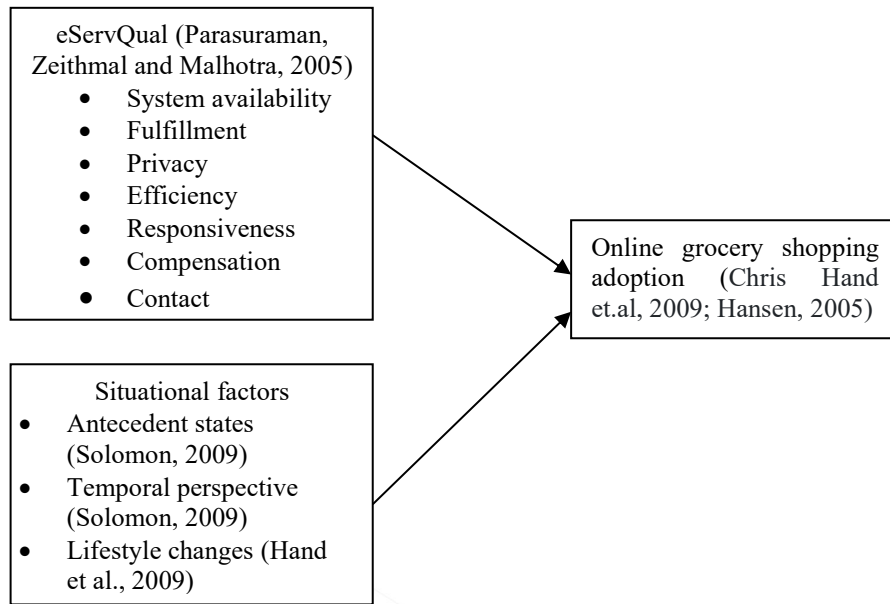 eServQual (Parasuraman,
Zeithmal and Malhotra, 2005)
• System availability
• Fulfillment
• Privacy
• Efficiency
• Responsiveness
• Compensation
• Contact
Online grocery shopping
adoption (Chris Hand
et.al, 2009; Hansen, 2005)
Situational factors
• Antecedent states
(Solomon, 2009)
• Temporal perspective
(Solomon, 2009)
• Lifestyle changes (Hand
et al., 2009)